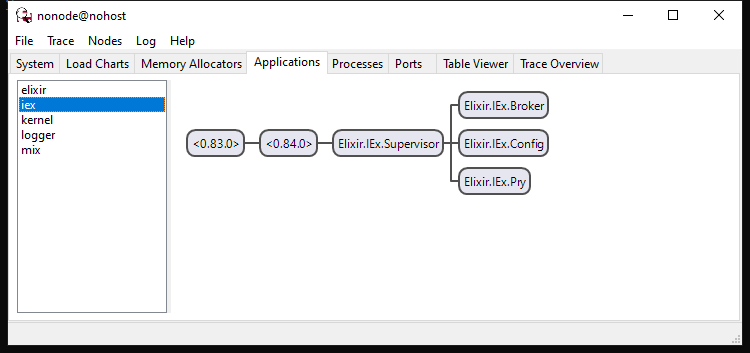 nonode@nohost
File Trace Nodes Log Help
System Load Charts Memory Allocators Applications Processes Ports Table Viewer Trace Overview
elixir
iex
kernel
logger
mix
Elixir.IEx.Broker
<0.83.0> <0.84.0> Elixir.IEx.Supervisor Elixir.IEx.Config
Elixir.IEx.Pry